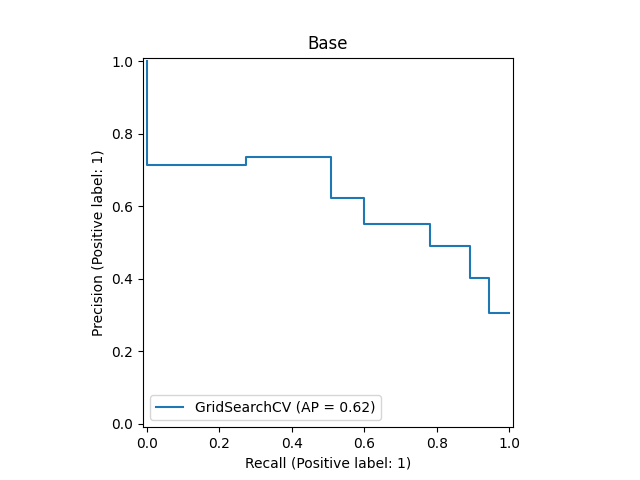 Base
1.0
0.8
0.6
0.4
0.2
0.0
Precision (Positive label: 1)
GridSearchCV (AP = 0.62)
0.0 0.2 0.4 0.6 0.8 1.0
Recall (Positive label: 1)